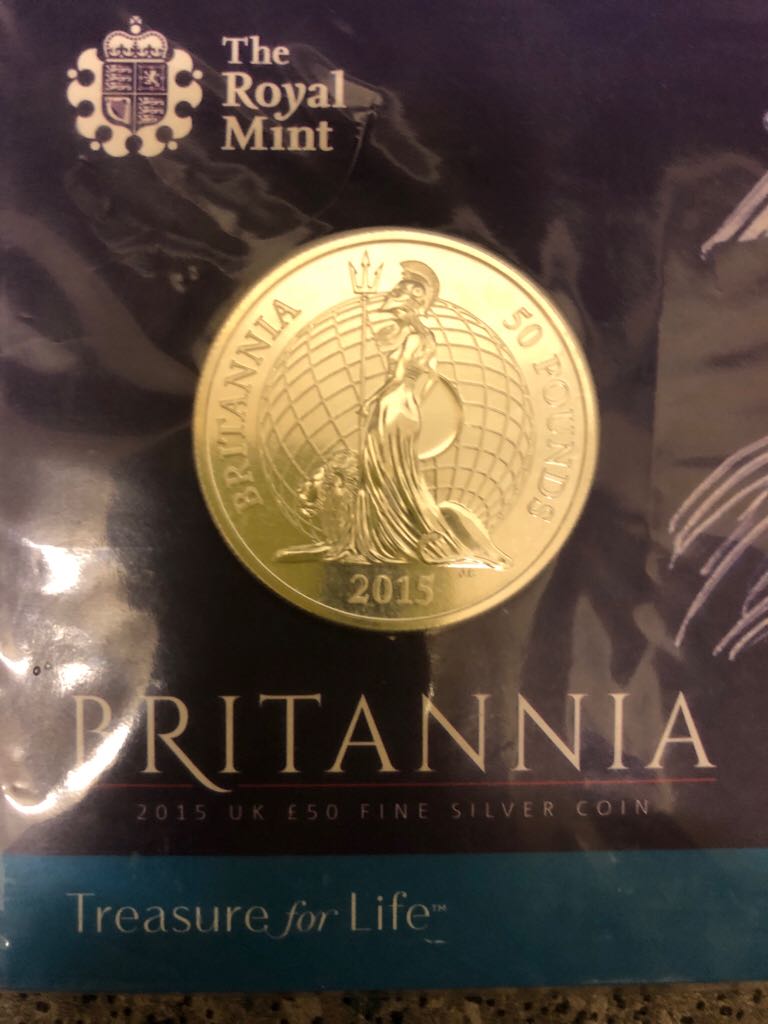 The
Royal
Mint
BRITANNIA
50 POUNDS
2015
BRITANNIA
2015 UK £50 FINE SILVER COIN
Treasure for Life™